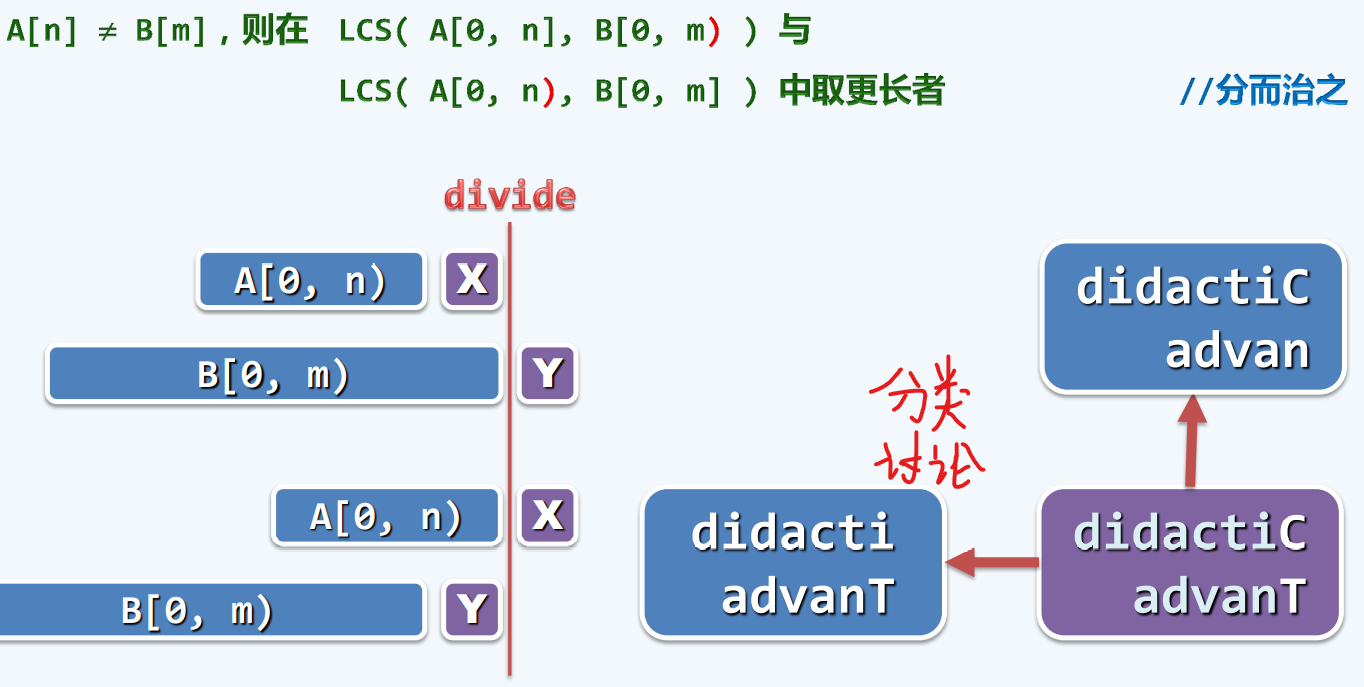 A[n] ≠ B[m] , 则在 LCS( A[0, n], B[0, m) ) 与
LCS( A[0, n), B[0, m] ) 中取更长者 //分而治之
divide
A[0, n) X
B[0, m) Y
A[0, n) X
B[0, m) Y
分类
讨论
didactiC
advan
didacti
advanT
didactiC
advanT